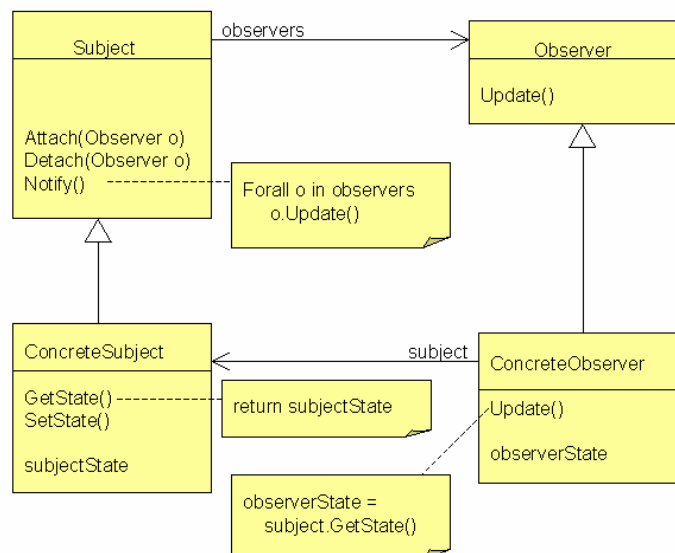 Subject
observers
Observer
Update()
Attach(Observer o)
Detach(Observer o)
Notify()
Forall o in observers
o.Update()
ConcreteSubject
subject
ConcreteObserver
GetState()
SetState()
subjectState
return subjectState
Update()
observerState
observerState =
subject.GetState()